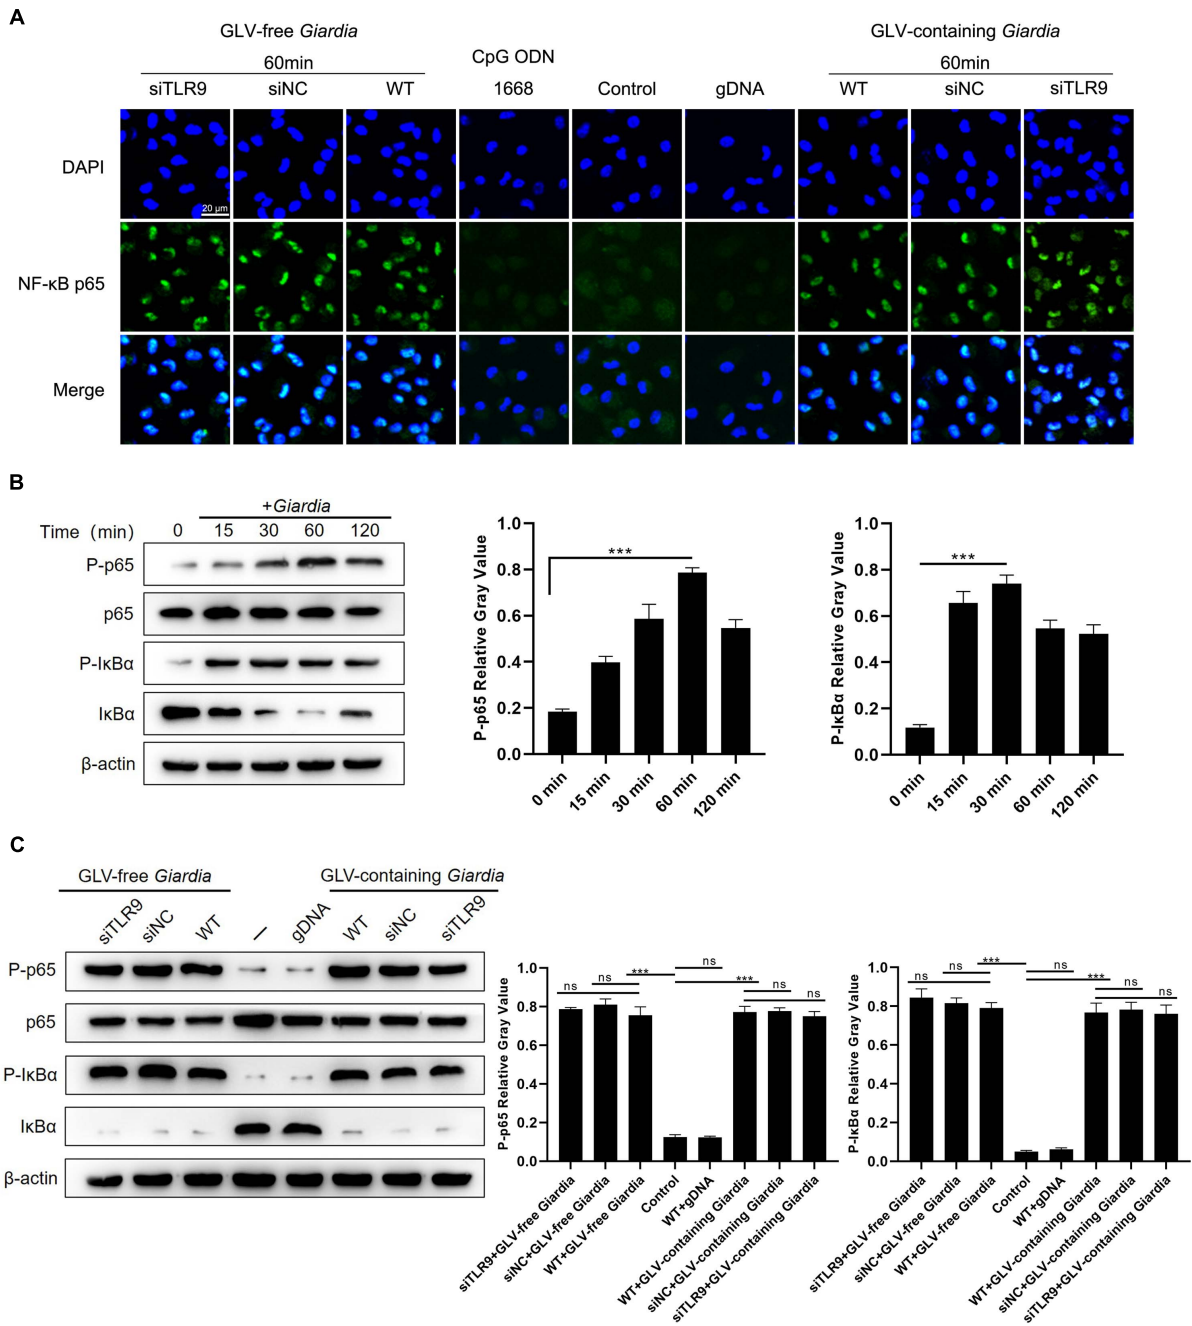 A
GLV-free Giardia
GLV-containing Giardia
60min
CpG ODN
60min
siTLR9
siNC
WT
1668
Control
gDNA
WT
siNC
siTLR9
DAPI
20 µm
NF-κB p65
Merge
B
+Giardia
Time (min)
0
15
30
60
120
P-p65
p65
P-IκBα
IκBα
β-actin
P-p65 Relative Gray Value
1.0
0.8
0.6
0.4
0.2
0.0
***
0 min
15 min
30 min
60 min
120 min
P-IκBα Relative Gray Value
1.0
0.8
0.6
0.4
0.2
0.0
***
0 min
15 min
30 min
60 min
120 min
C
GLV-free Giardia
GLV-containing Giardia
siTLR9
siNC
WT
—
gDNA
WT
siNC
siTLR9
P-p65
p65
P-IκBα
IκBα
β-actin
P-p65 Relative Gray Value
1.0
0.8
0.6
0.4
0.2
0.0
ns
ns
***
ns
***
ns
ns
siTLR9+GLV-free Giardia
siNC+GLV-free Giardia
WT+GLV-free Giardia
Control
WT+gDNA
WT+GLV-containing Giardia
siNC+GLV-containing Giardia
siTLR9+GLV-containing Giardia
P-IκBα Relative Gray Value
1.0
0.8
0.6
0.4
0.2
0.0
ns
ns
***
ns
***
ns
ns
siTLR9+GLV-free Giardia
siNC+GLV-free Giardia
WT+GLV-free Giardia
Control
WT+gDNA
WT+GLV-containing Giardia
siNC+GLV-containing Giardia
siTLR9+GLV-containing Giardia